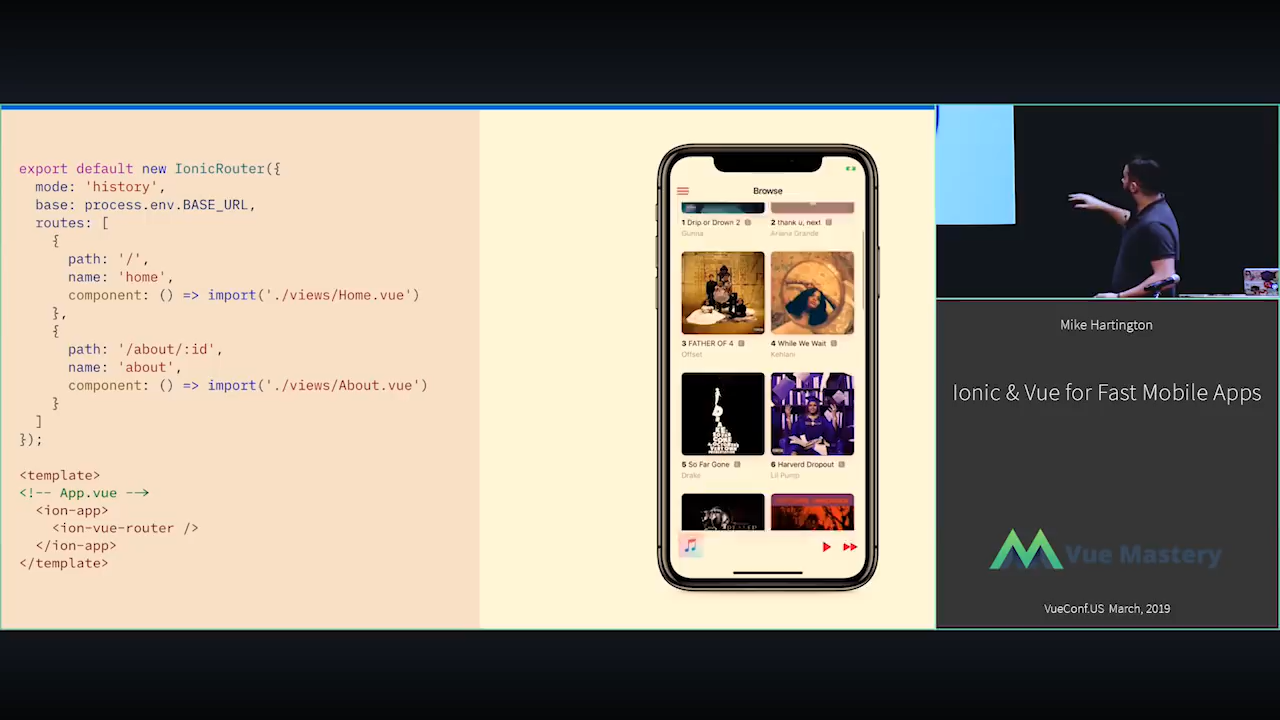 export default new IonicRouter({
mode: 'history',
base: process.env.BASE_URL,
routes: [
{
path: '/',
name: 'home',
component: () => import('./views/Home.vue')
},
{
path: '/about/:id',
name: 'about',
component: () => import('./views/About.vue')
}
]
});
<template>
<!-- App.vue -->
<ion-app>
<ion-vue-router />
</ion-app>
</template>
Browse
1 Drip or Drown 2
Gunna
2 thank u, next
Ariana Grande
3 FATHER OF 4
Offset
4 While We Wait
Kehlani
5 So Far Gone
Drake
6 Harverd Dropout
Lil Pump
Mike Hartington
Ionic & Vue for Fast Mobile Apps
Vue Mastery
VueConf.US March, 2019